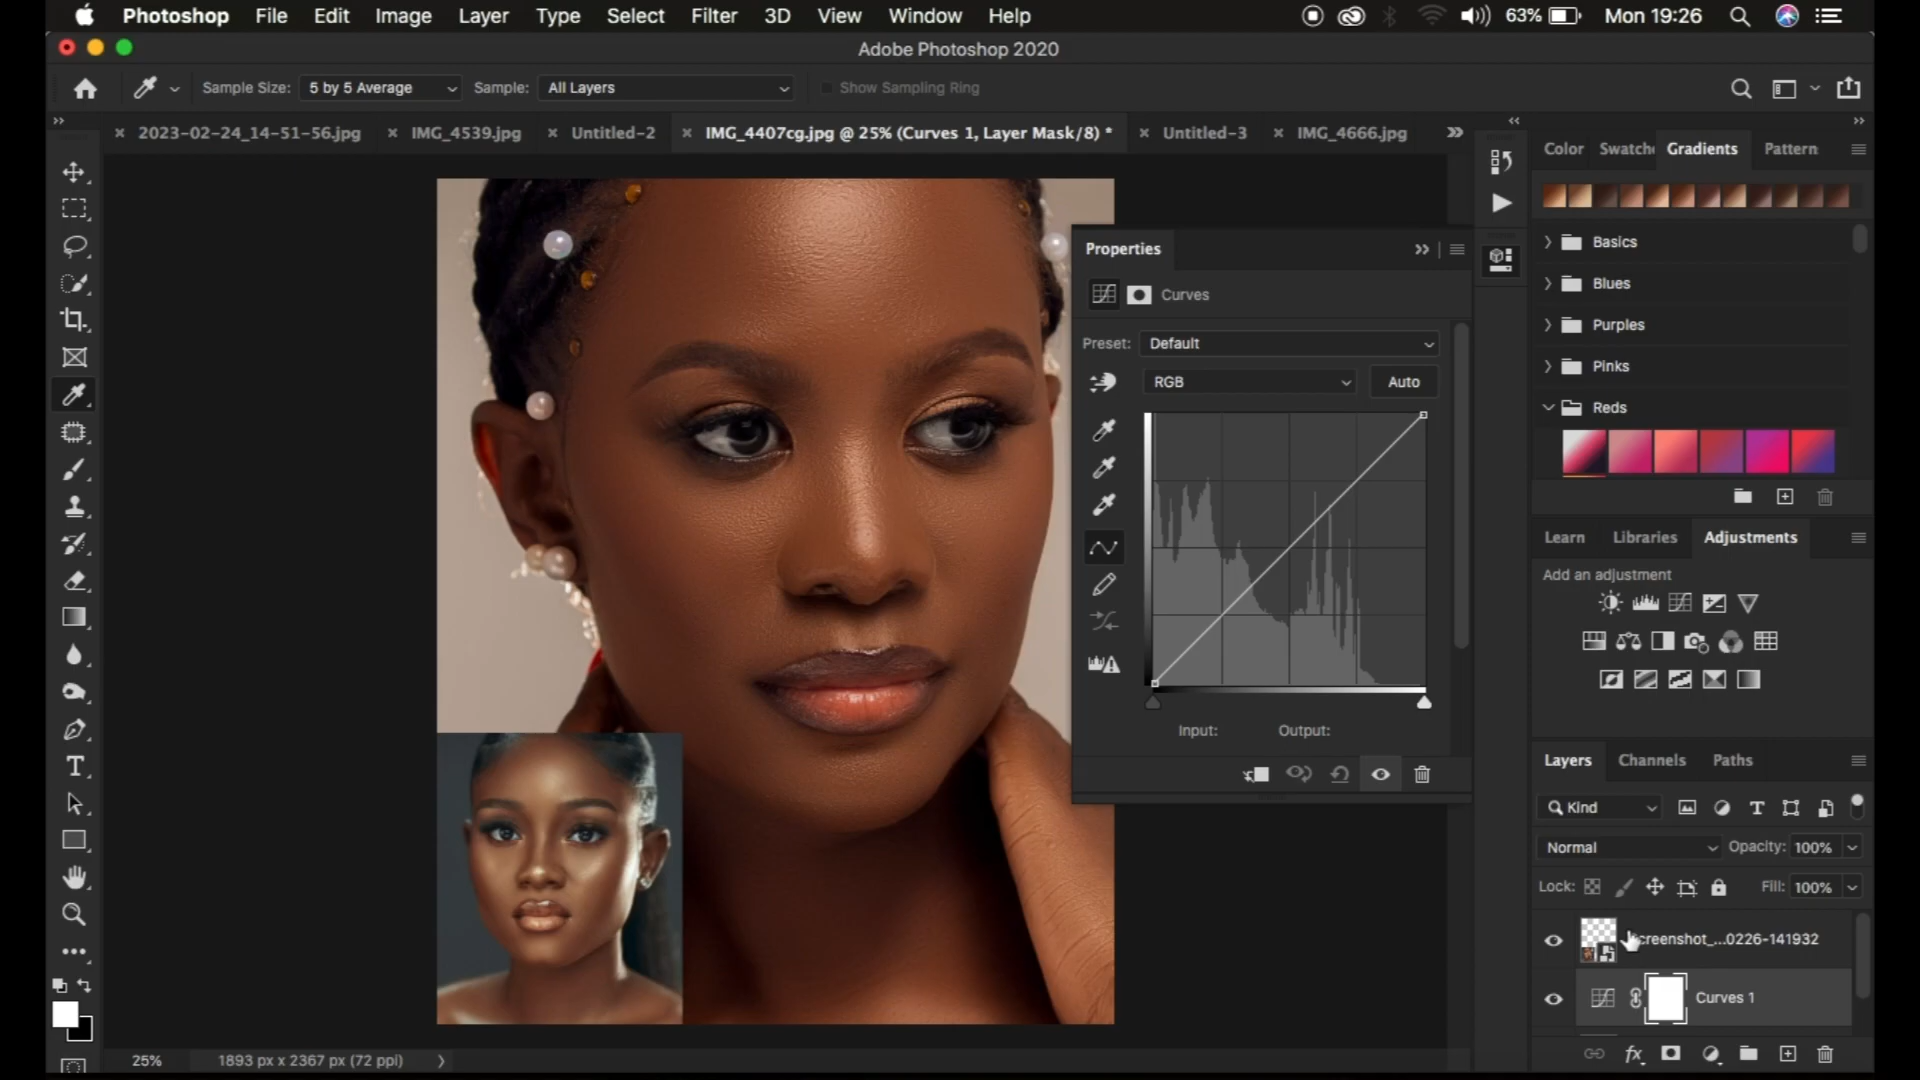 Photoshop File Edit Image Layer Type Select Filter 3D View Window Help 63% Mon 19:26
Adobe Photoshop 2020
Sample Size: 5 by 5 Average Sample: All Layers Show Sampling Ring
2023-02-24_14-51-56.jpg IMG_4539.jpg Untitled-2 IMG_4407cg.jpg @ 25% (Curves 1, Layer Mask/8) * Untitled-3 IMG_4666.jpg
Color Swatche Gradients Pattern
Basics
Blues
Purples
Pinks
Reds
Properties
Curves
Preset: Default
RGB Auto
Input: Output:
Learn Libraries Adjustments
Add an adjustment
Layers Channels Paths
Kind
Normal Opacity: 100%
Lock: Fill: 100%
creenshot_...0226-141932
Curves 1
25% 1893 px x 2367 px (72 ppi)